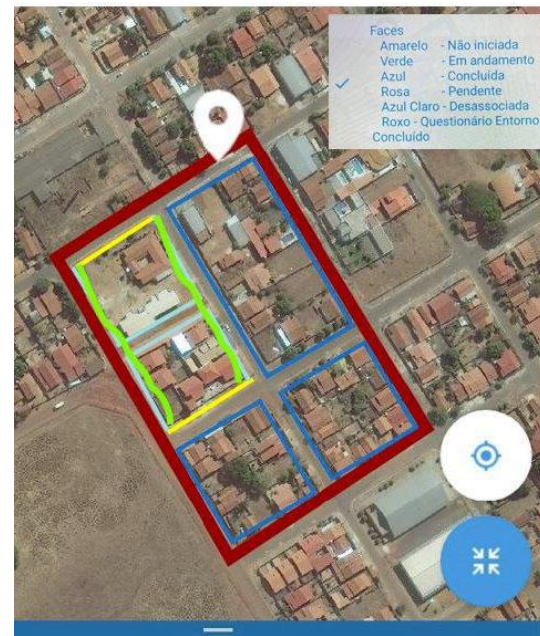 Faces
Amarelo - Não iniciada
Verde - Em andamento
Azul - Concluída
Rosa - Pendente
Azul Claro - Desassociada
Roxo - Questionário Entorno
Concluído